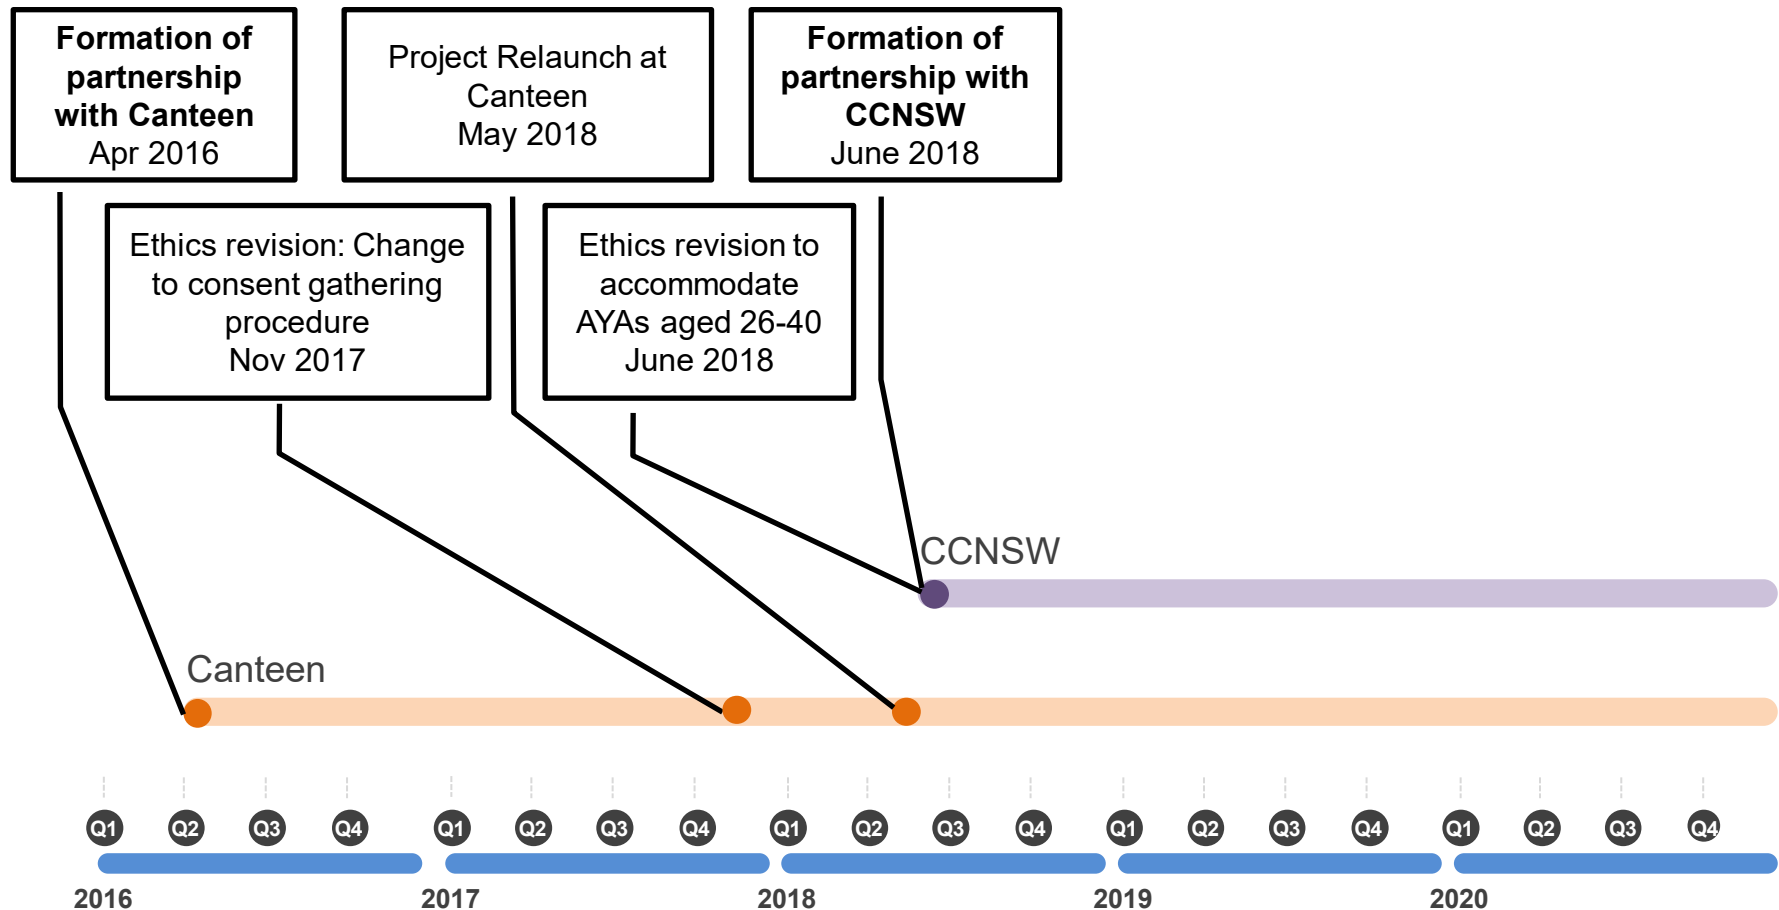 Formation of
partnership
with Canteen
Apr 2016
Project Relaunch at
Canteen
May 2018
Formation of
partnership with
CCNSW
June 2018
Ethics revision: Change
to consent gathering
procedure
Nov 2017
Ethics revision to
accommodate
AYAs aged 26-40
June 2018
CCNSW
Canteen
Q1 Q2 Q3 Q4 Q1 Q2 Q3 Q4 Q1 Q2 Q3 Q4 Q1 Q2 Q3 Q4 Q1 Q2 Q3 Q4
2016 2017 2018 2019 2020